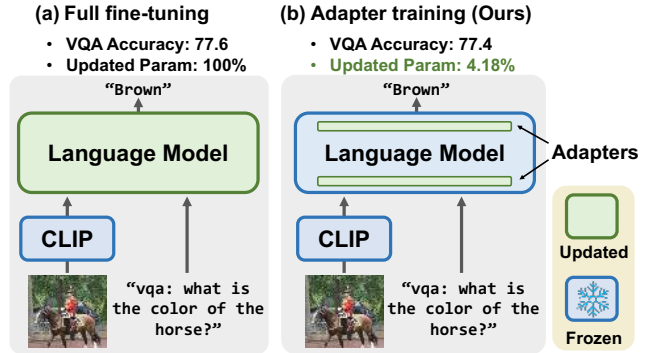 (a) Full fine-tuning
• VQA Accuracy: 77.6
• Updated Param: 100%
“Brown”
Language Model
CLIP
“vqa: what is
the color of the
horse?”
(b) Adapter training (Ours)
• VQA Accuracy: 77.4
• Updated Param: 4.18%
“Brown”
Language Model
CLIP
“vqa: what is
the color of the
horse?”
Adapters
Updated
Frozen